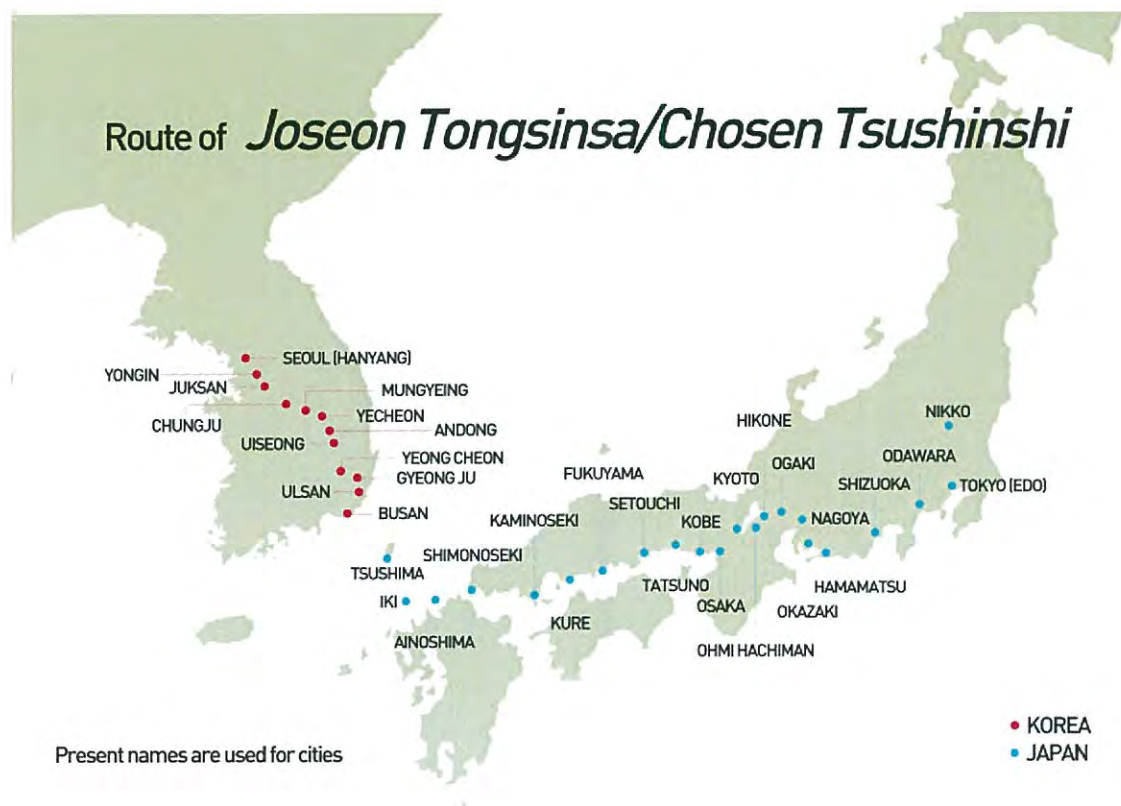 Route of Joseon Tongsinsa/Chosen Tsushinshi
SEOUL (HANYANG)
YONGIN
JUKSAN
MUNGYEING
CHUNGJU
YECHEON
ANDONG
UISEONG
YEONG CHEON
GYEONG JU
ULSAN
BUSAN
TSUSHIMA
IKI
AINOSHIMA
SHIMONOSEKI
KAMINOSEKI
KURE
FUKUYAMA
SETOUCHI
TATSUNO
KOBE
OSAKA
KYOTO
OHMI HACHIMAN
HIKONE
OGAKI
NAGOYA
OKAZAKI
HAMAMATSU
SHIZUOKA
ODAWARA
TOKYO (EDO)
NIKKO
KOREA
JAPAN
Present names are used for cities